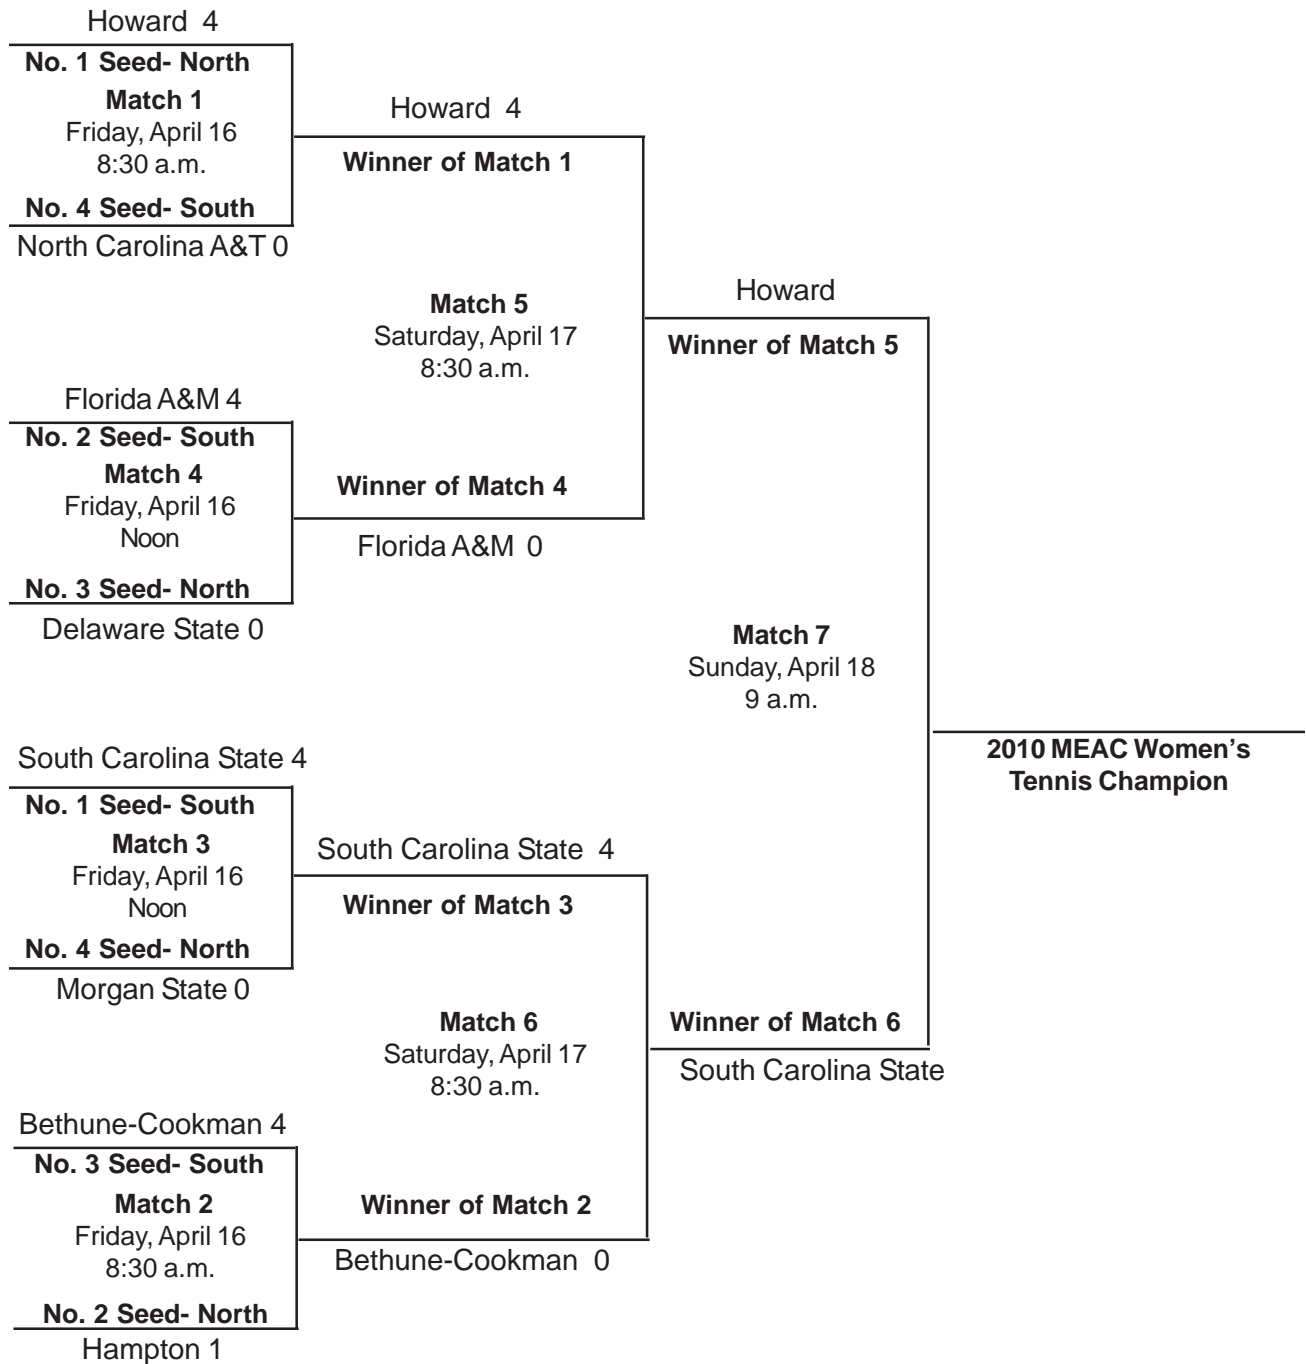 Howard 4
No. 1 Seed- North
Match 1
Friday, April 16
8:30 a.m.
No. 4 Seed- South
North Carolina A&T 0
Howard 4
Winner of Match 1
Match 5
Saturday, April 17
8:30 a.m.
Florida A&M 4
No. 2 Seed- South
Match 4
Friday, April 16
Noon
No. 3 Seed- North
Delaware State 0
Winner of Match 4
Florida A&M 0
Howard
Winner of Match 5
Match 7
Sunday, April 18
9 a.m.
2010 MEAC Women's
Tennis Champion
South Carolina State 4
No. 1 Seed- South
Match 3
Friday, April 16
Noon
No. 4 Seed- North
Morgan State 0
South Carolina State 4
Winner of Match 3
Match 6
Saturday, April 17
8:30 a.m.
Winner of Match 6
South Carolina State
Bethune-Cookman 4
No. 3 Seed- South
Match 2
Friday, April 16
8:30 a.m.
No. 2 Seed- North
Hampton 1
Winner of Match 2
Bethune-Cookman 0